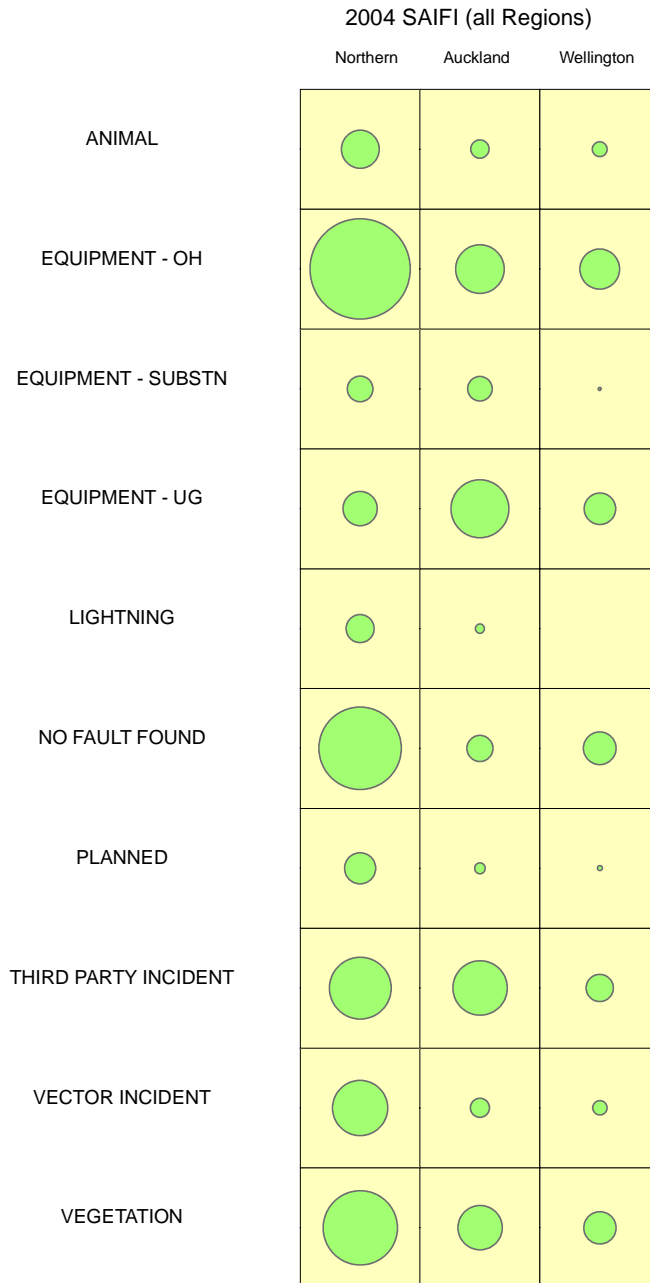 2004 SAIFI (all Regions)
Northern Auckland Wellington
ANIMAL
EQUIPMENT - OH
EQUIPMENT - SUBSTN
EQUIPMENT - UG
LIGHTNING
NO FAULT FOUND
PLANNED
THIRD PARTY INCIDENT
VECTOR INCIDENT
VEGETATION